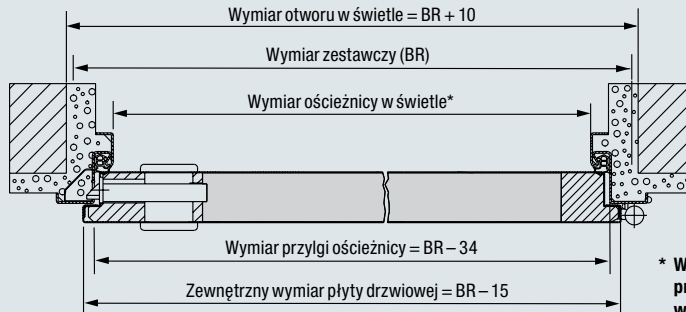 Wymiar otworu w świetle = BR + 10
Wymiar zestawczy (BR)
Wymiar ościeżnicy w świetle*
Wymiar przylgi ościeżnicy = BR – 34
Zewnętrzny wymiar płyty drzwiowej = BR – 15
* W
pr
w